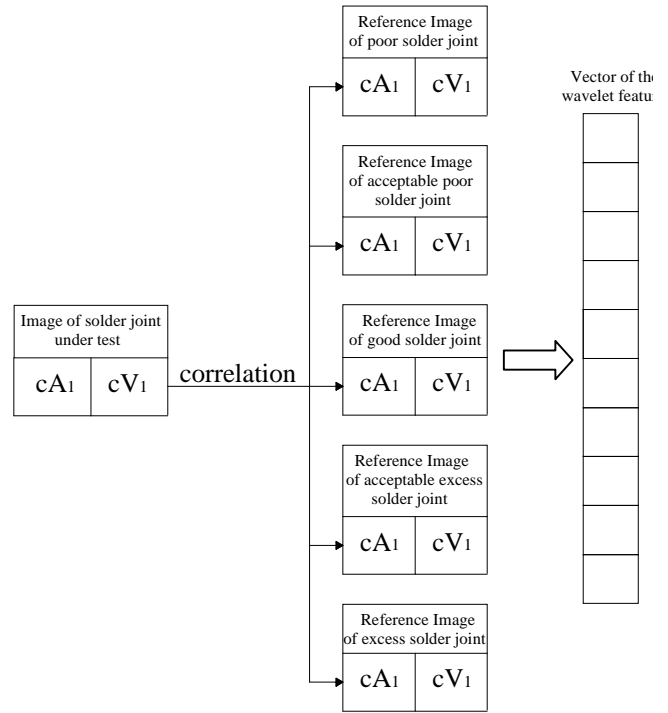 Reference Image
of poor solder joint
cA1 cV1
Vector of the
wavelet featu
Reference Image
of acceptable poor
solder joint
cA1 cV1
Image of solder joint
under test
cA1 cV1
correlation
Reference Image
of good solder joint
cA1 cV1
Reference Image
of acceptable excess
solder joint
cA1 cV1
Reference Image
of excess solder joint
cA1 cV1